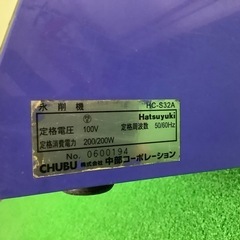 氷削機 HC-S32A
Hatsuyuki
定格電圧 100V 定格周波数 50/60Hz
定格消費電力 200/200W
No. 0600194
CHUBU 株式会社 中部コーポレーション